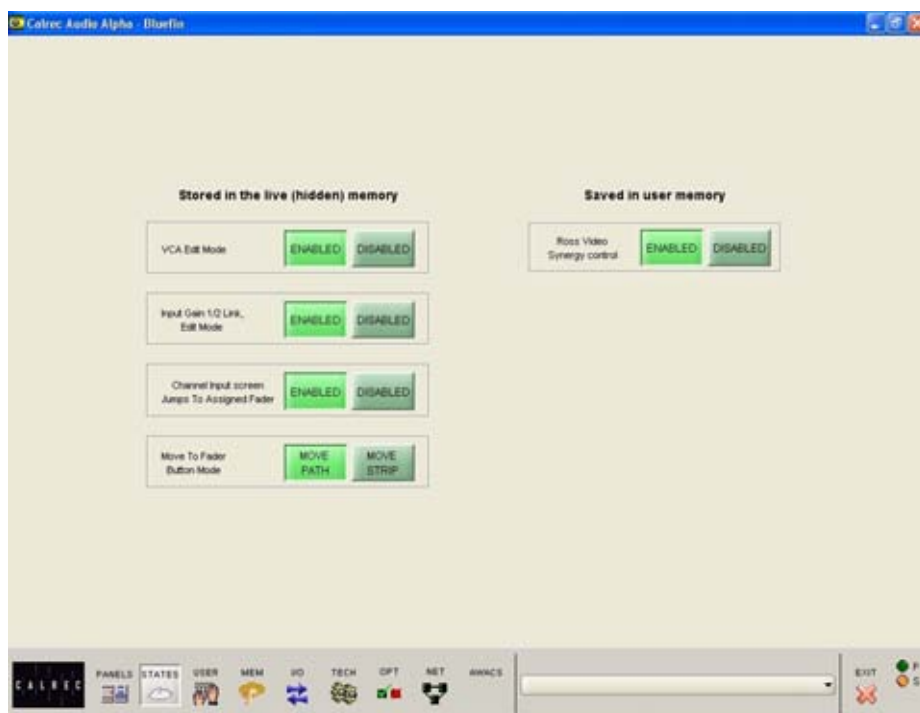 Calrec Audio Alpha - Bluefin
Stored in the live (hidden) memory
VCA Edit Mode
ENABLED
DISABLED
Input Gain 1/2 Link,
Edit Mode
ENABLED
DISABLED
Channel Input screen
Jumps To Assigned Fader
ENABLED
DISABLED
Move To Fader
Button Mode
MOVE
PATH
MOVE
STRIP
Saved in user memory
Ross Video
Synergy control
ENABLED
DISABLED
CALREC
PANELS
STATES
USER
MEM
I/O
TECH
OPT
NET
AWACS
EXIT
P
S